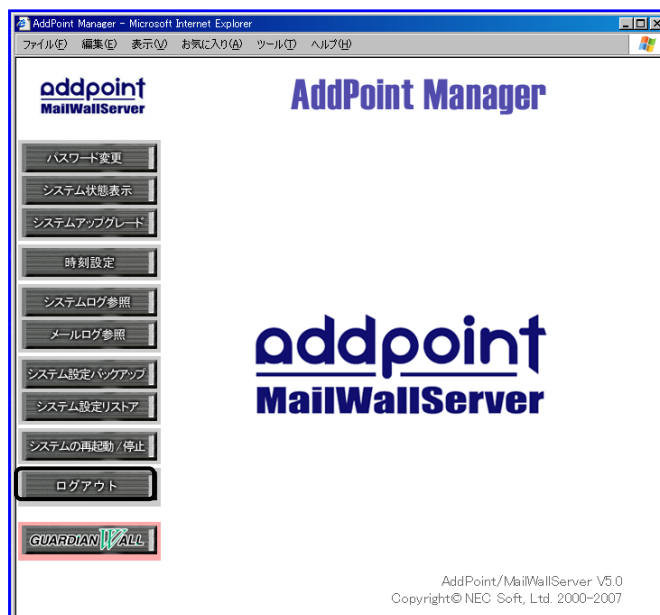 AddPoint Manager - Microsoft Internet Explorer
ファイル(F) 編集(E) 表示(V) お気に入り(A) ツール(T) ヘルプ(H)
addpoint
MailWallServer
AddPoint Manager
パスワード変更
システム状態表示
システムアップグレード
時刻設定
システムログ参照
メールログ参照
システム設定バックアップ
システム設定リストア
システムの再起動/停止
ログアウト
GUARDIAN WALL
addpoint
MailWallServer
AddPoint/MailWallServer V5.0
Copyright© NEC Soft, Ltd. 2000-2007